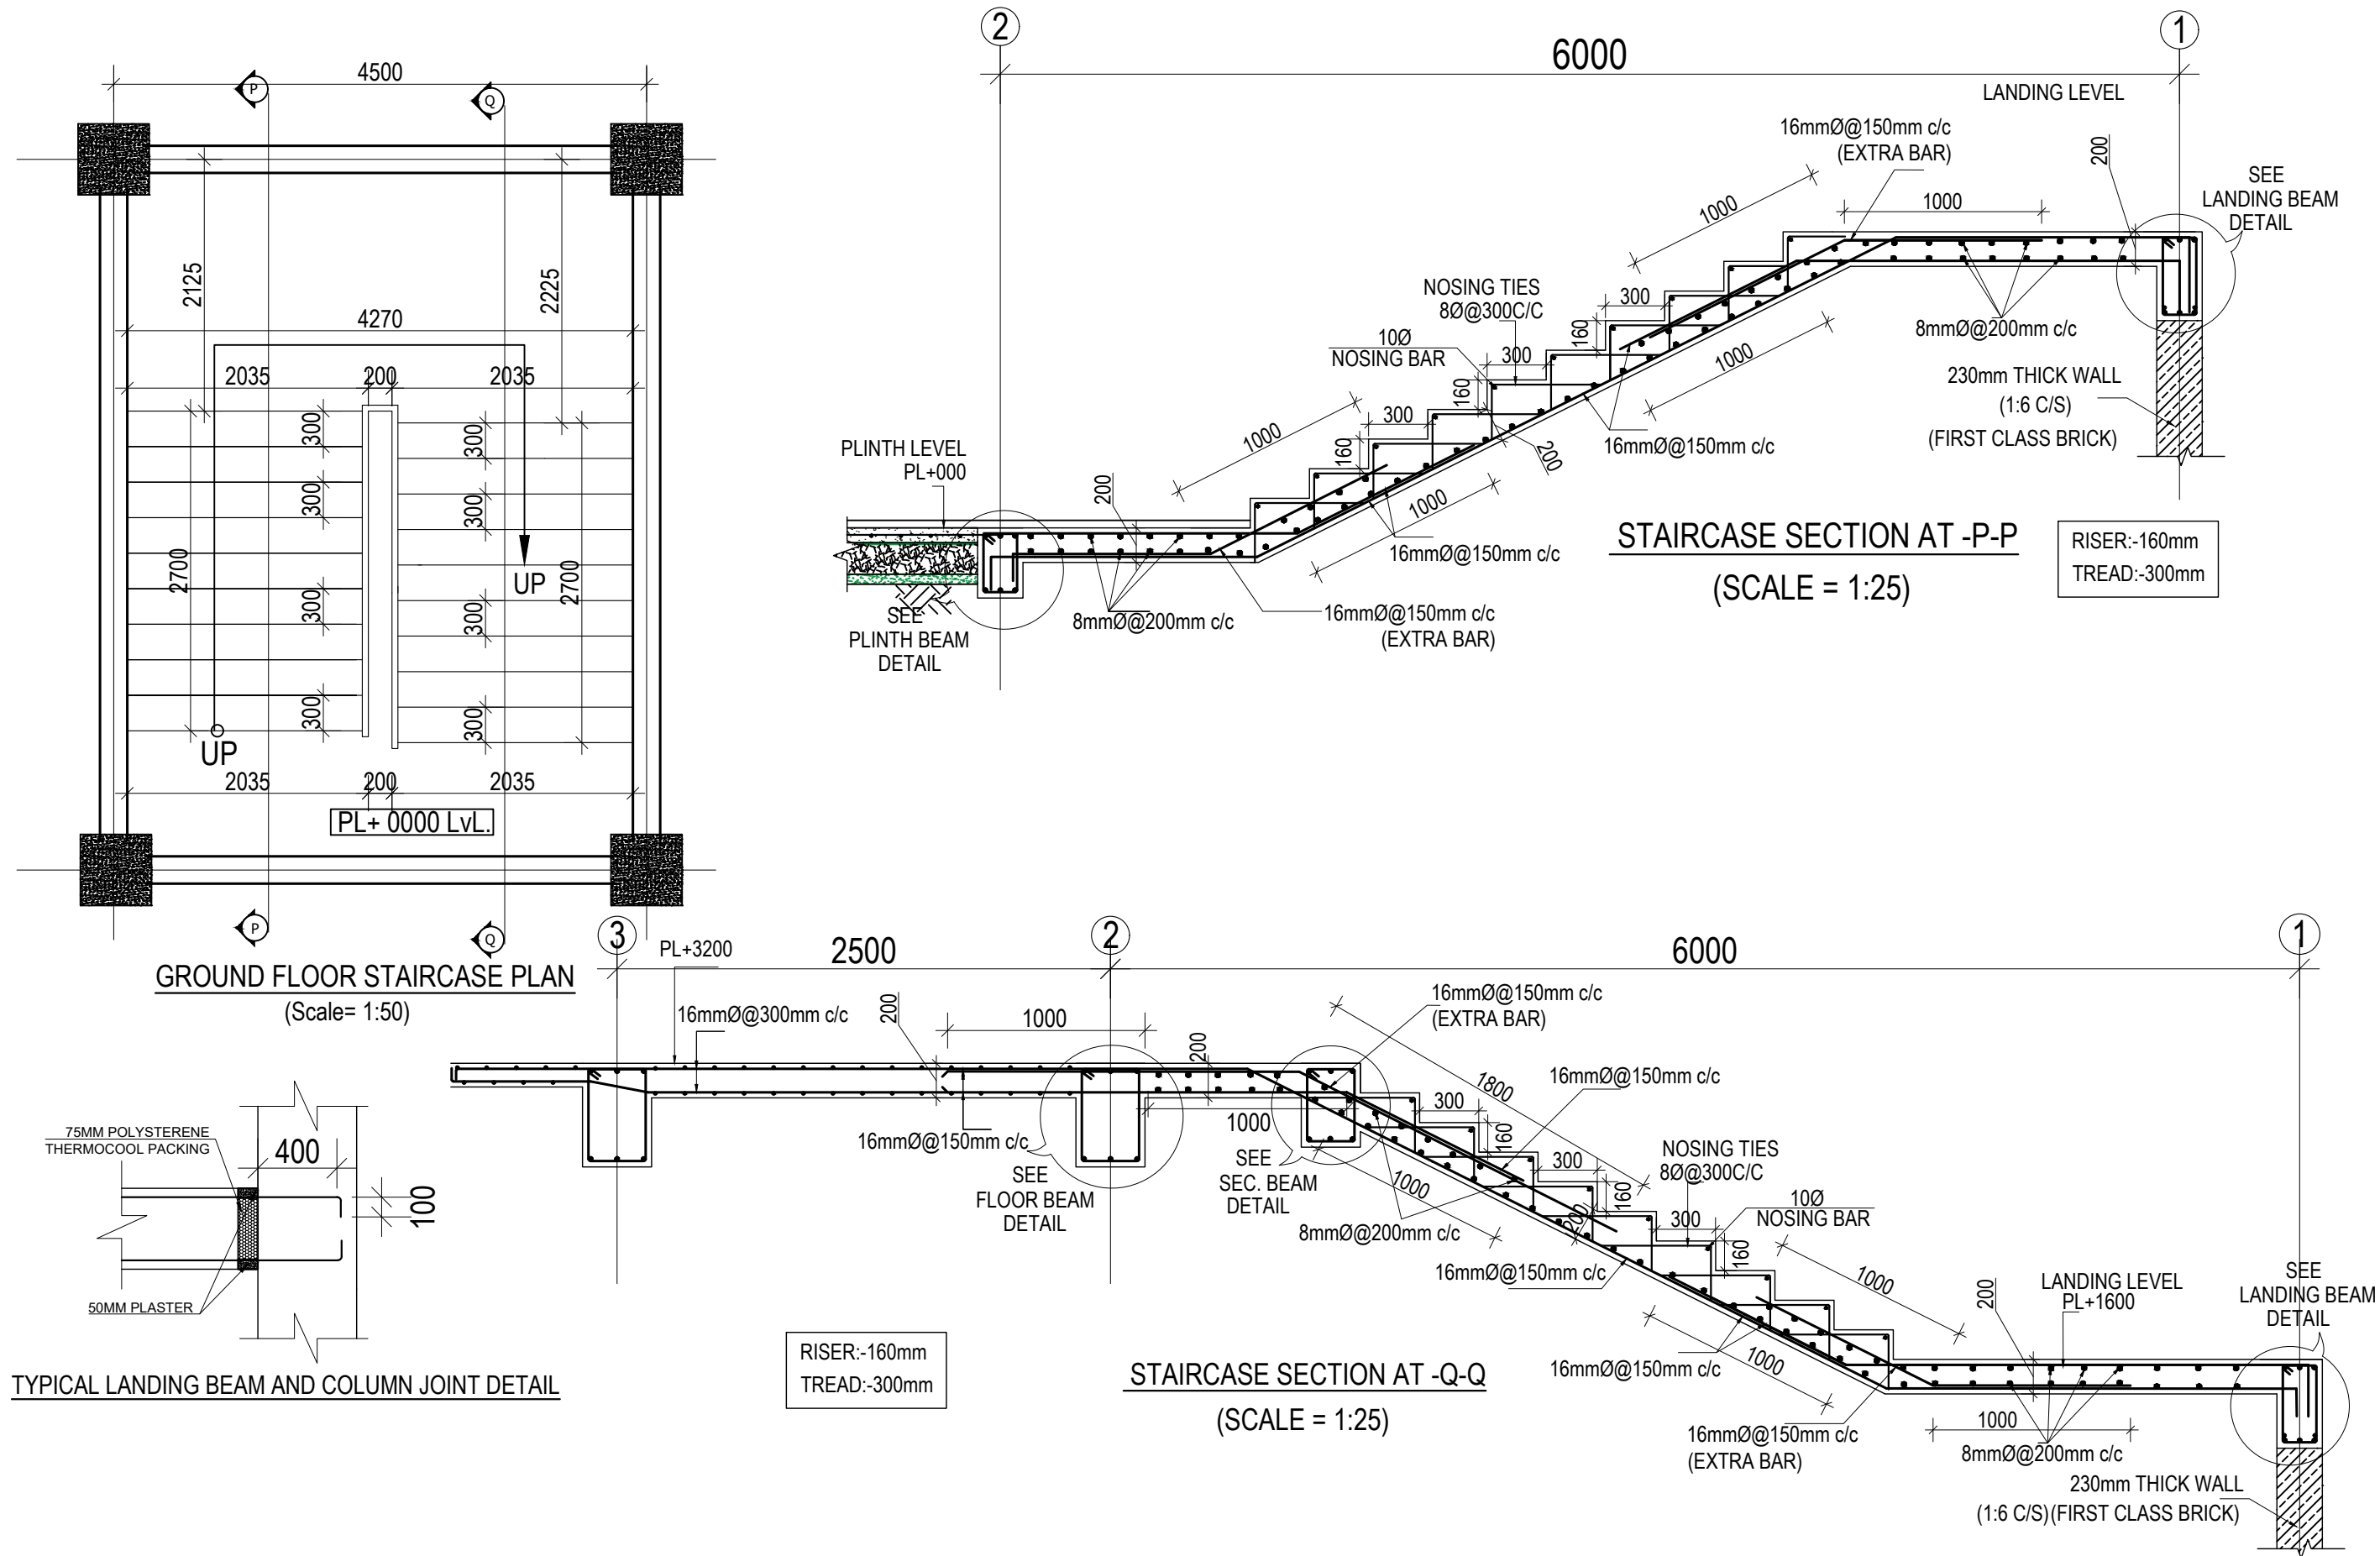 4500
P
Q
2125
2225
4270
2035
200
2035
300
300
300
300
300
300
300
300
2700
2700
UP
UP
2035
200
2035
PL+ 0000 LvL.
P
Q
GROUND FLOOR STAIRCASE PLAN
(Scale= 1:50)
2
6000
1
LANDING LEVEL
16mmØ@150mm c/c
(EXTRA BAR)
200
SEE
LANDING BEAM
DETAIL
1000
1000
NOSING TIES
8Ø@300C/C
300
160
10Ø
NOSING BAR
300
160
8mmØ@200mm c/c
1000
230mm THICK WALL
(1:6 C/S)
(FIRST CLASS BRICK)
1000
300
160
200
16mmØ@150mm c/c
PLINTH LEVEL
PL+000
200
1000
16mmØ@150mm c/c
SEE
PLINTH BEAM
DETAIL
8mmØ@200mm c/c
16mmØ@150mm c/c
(EXTRA BAR)
STAIRCASE SECTION AT -P-P
(SCALE = 1:25)
RISER:-160mm
TREAD:-300mm
3
2500
2
6000
1
PL+3200
16mmØ@300mm c/c
200
1000
16mmØ@150mm c/c
(EXTRA BAR)
200
1800
16mmØ@150mm c/c
16mmØ@150mm c/c
1000
300
160
SEE
FLOOR BEAM
DETAIL
SEE
SEC. BEAM
DETAIL
1000
300
160
NOSING TIES
8Ø@300C/C
10Ø
NOSING BAR
8mmØ@200mm c/c
200
300
160
16mmØ@150mm c/c
1000
200
LANDING LEVEL
PL+1600
SEE
LANDING BEAM
DETAIL
16mmØ@150mm c/c
1000
16mmØ@150mm c/c
(EXTRA BAR)
1000
8mmØ@200mm c/c
230mm THICK WALL
(1:6 C/S)(FIRST CLASS BRICK)
STAIRCASE SECTION AT -Q-Q
(SCALE = 1:25)
RISER:-160mm
TREAD:-300mm
75MM POLYSTERENE
THERMOCOOL PACKING
400
100
50MM PLASTER
TYPICAL LANDING BEAM AND COLUMN JOINT DETAIL